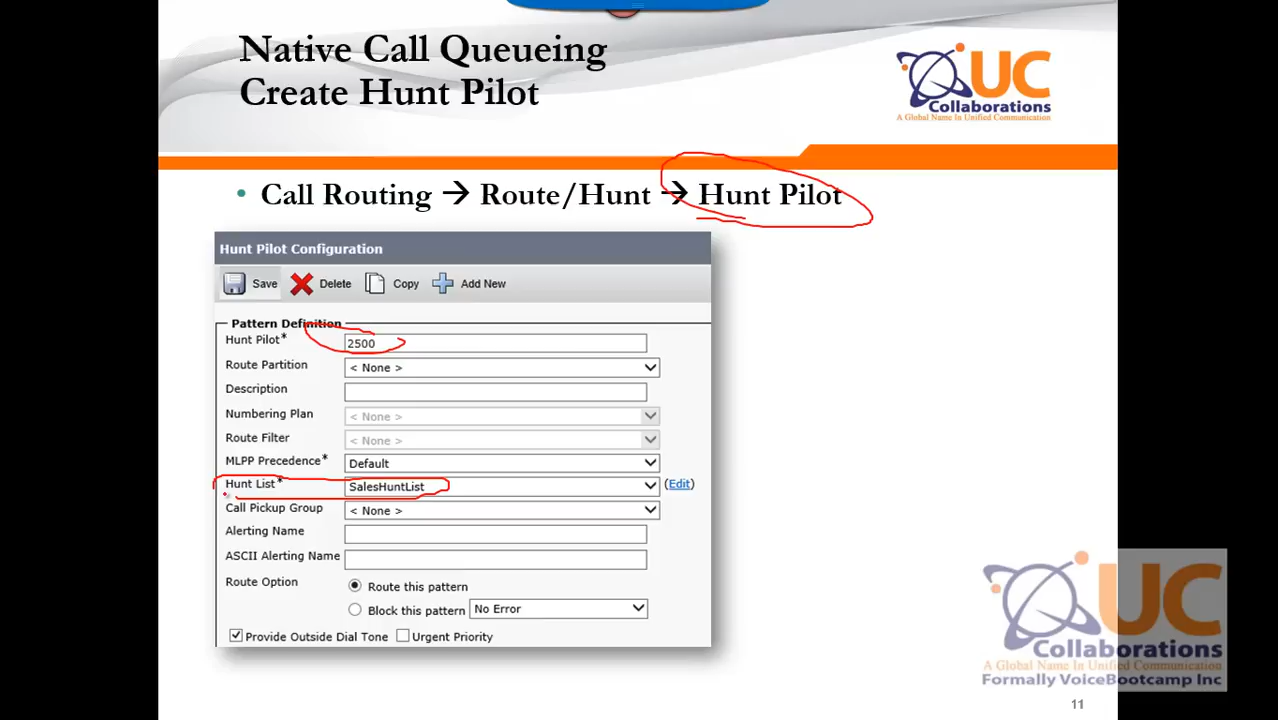 Native Call Queueing
Create Hunt Pilot
UC
Collaborations
A Global Name In Unified Communication
• Call Routing → Route/Hunt → Hunt Pilot
Hunt Pilot Configuration
Save Delete Copy Add New
Pattern Definition
Hunt Pilot* 2500
Route Partition < None >
Description
Numbering Plan < None >
Route Filter < None >
MLPP Precedence* Default
Hunt List* SalesHuntList (Edit)
Call Pickup Group < None >
Alerting Name
ASCII Alerting Name
Route Option Route this pattern
Block this pattern No Error
Provide Outside Dial Tone Urgent Priority
UC
Collaborations
A Global Name In Unified Communication
Formally VoiceBootcamp Inc
11